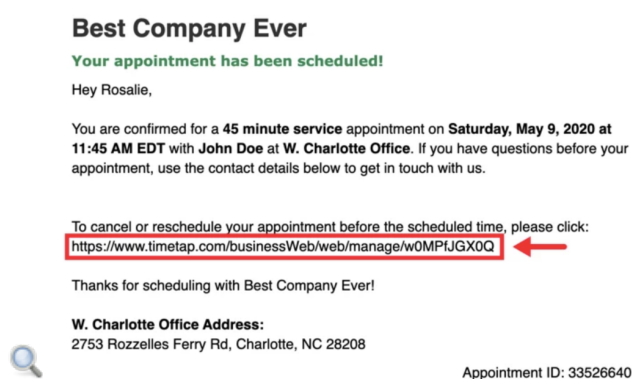 Best Company Ever
Your appointment has been scheduled!
Hey Rosalie,
You are confirmed for a 45 minute service appointment on Saturday, May 9, 2020 at
11:45 AM EDT with John Doe at W. Charlotte Office. If you have questions before your
appointment, use the contact details below to get in touch with us.
To cancel or reschedule your appointment before the scheduled time, please click:
https://www.timetap.com/businessWeb/web/manage/w0MPfJGX0Q
Thanks for scheduling with Best Company Ever!
W. Charlotte Office Address:
2753 Rozzelles Ferry Rd, Charlotte, NC 28208
Appointment ID: 33526640